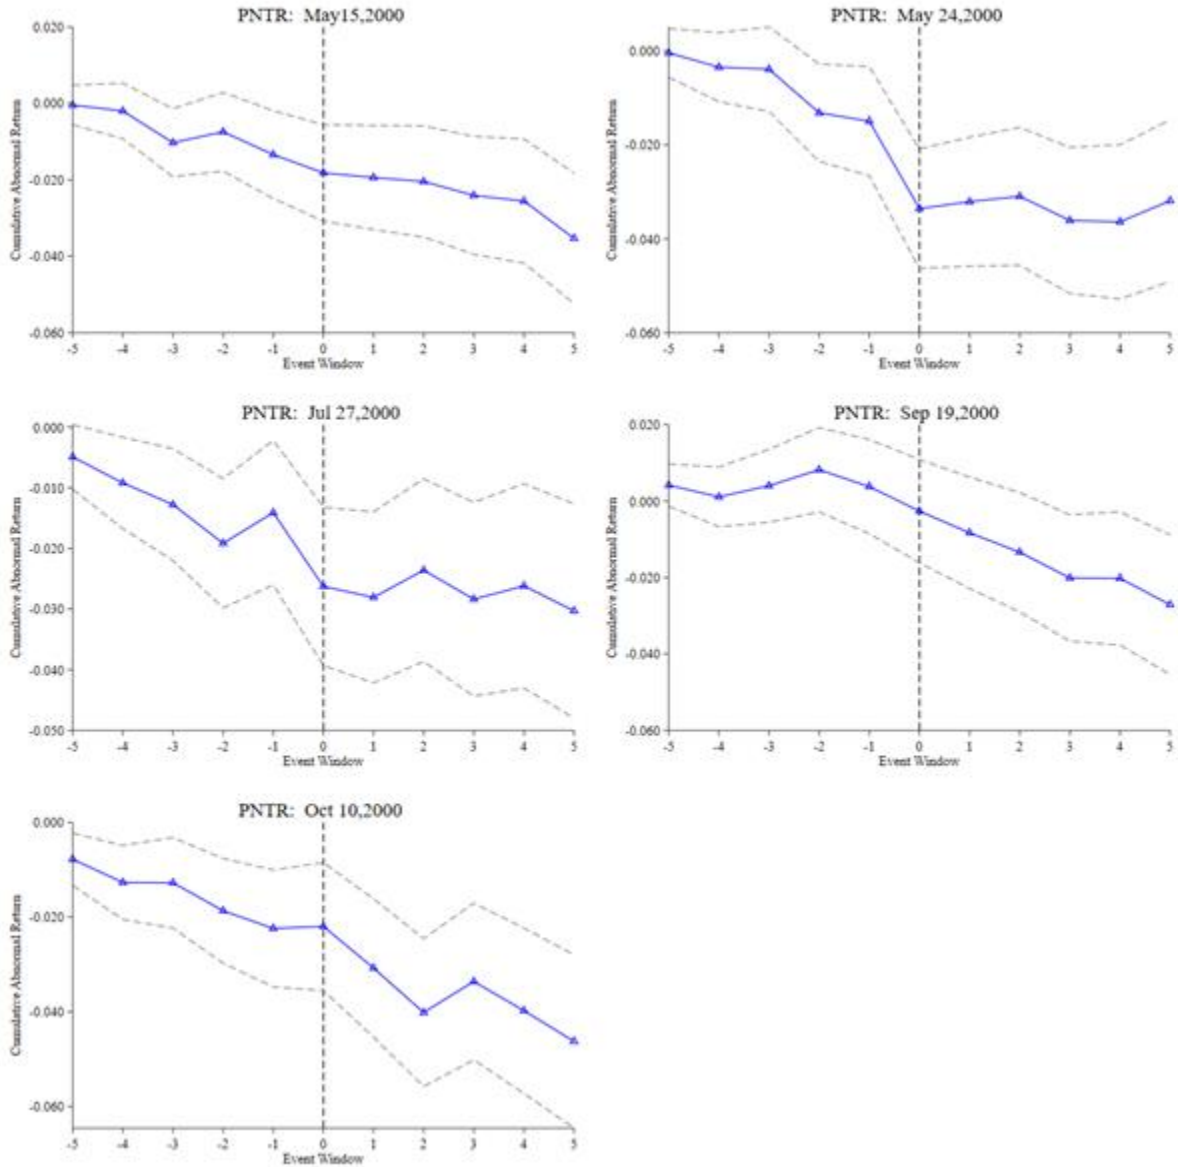 PNTR: May15,2000
Cumulative Abnormal Return
0.020
0.000
-0.020
-0.040
-0.060
-5 -4 -3 -2 -1 0 1 2 3 4 5
Event Window
PNTR: May 24,2000
Cumulative Abnormal Return
0.000
-0.020
-0.040
-0.060
-5 -4 -3 -2 -1 0 1 2 3 4 5
Event Window
PNTR: Jul 27,2000
Cumulative Abnormal Return
0.000
-0.010
-0.020
-0.030
-0.040
-0.050
-5 -4 -3 -2 -1 0 1 2 3 4 5
Event Window
PNTR: Sep 19,2000
Cumulative Abnormal Return
0.020
0.000
-0.020
-0.040
-0.060
-5 -4 -3 -2 -1 0 1 2 3 4 5
Event Window
PNTR: Oct 10,2000
Cumulative Abnormal Return
0.000
-0.020
-0.040
-0.060
-5 -4 -3 -2 -1 0 1 2 3 4 5
Event Window